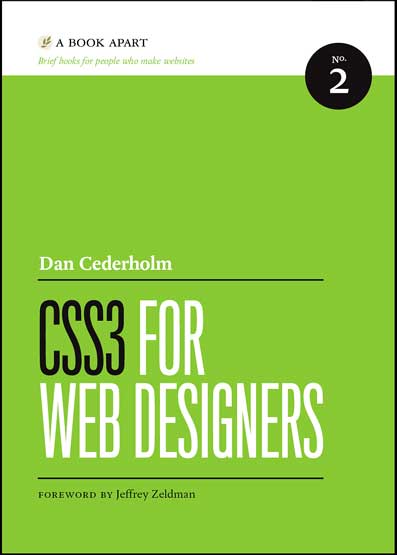 A BOOK APART
Brief books for people who make websites
No.
2
Dan Cederholm
CSS3 FOR
WEB DESIGNERS
FOREWORD BY Jeffrey Zeldman